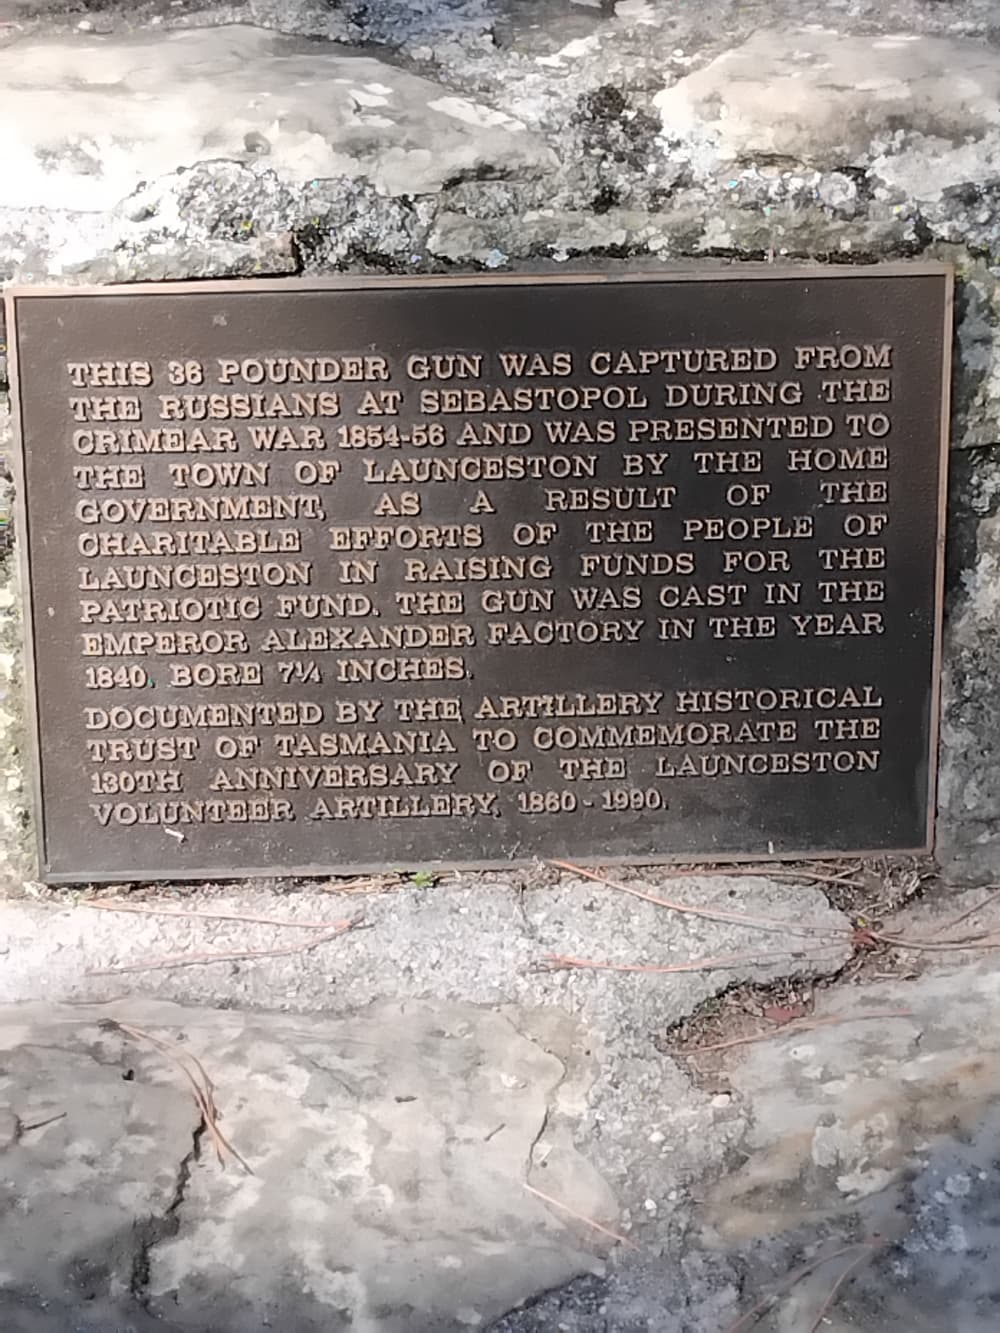 THIS 36 POUNDER GUN WAS CAPTURED FROM
THE RUSSIANS AT SEBASTOPOL DURING THE
CRIMEAR WAR 1854-56 AND WAS PRESENTED TO
THE TOWN OF LAUNCESTON BY THE HOME
GOVERNMENT, AS A RESULT OF THE
CHARITABLE EFFORTS OF THE PEOPLE OF
LAUNCESTON IN RAISING FUNDS FOR THE
PATRIOTIC FUND. THE GUN WAS CAST IN THE
EMPEROR ALEXANDER FACTORY IN THE YEAR
1840. BORE 7¼ INCHES.
DOCUMENTED BY THE ARTILLERY HISTORICAL
TRUST OF TASMANIA TO COMMEMORATE THE
130TH ANNIVERSARY OF THE LAUNCESTON
VOLUNTEER ARTILLERY, 1860 - 1990.